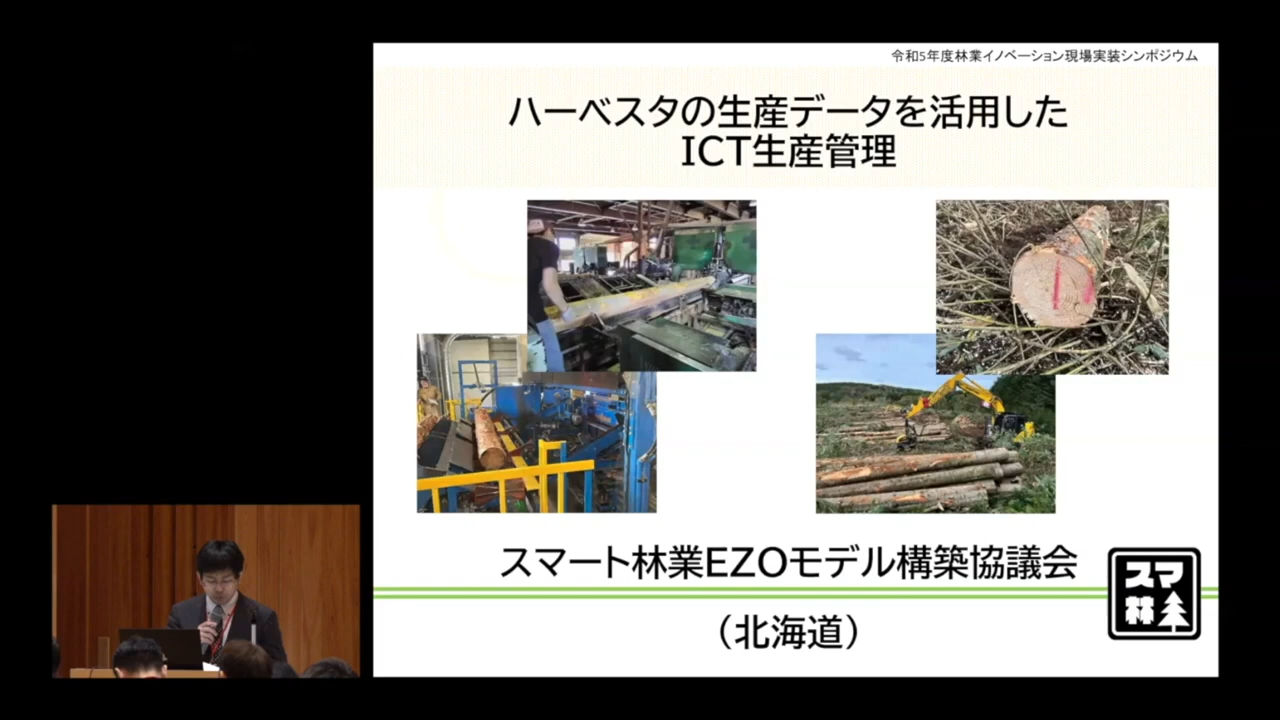 令和5年度林業イノベーション現場実装シンポジウム
ハーベスタの生産データを活用した
ICT生産管理
スマート林業EZOモデル構築協議会
スマ
林
（北海道）